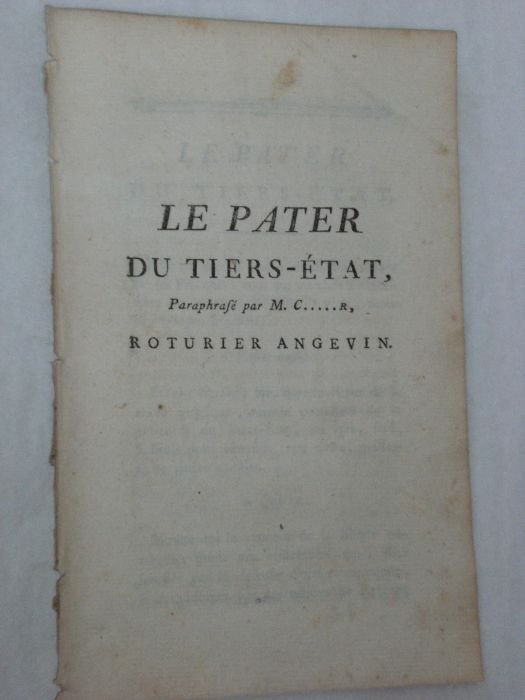 LE PATER
DU TIERS-ÉTAT,
Paraphraſé par M. C.....R,
ROTURIER ANGEVIN.